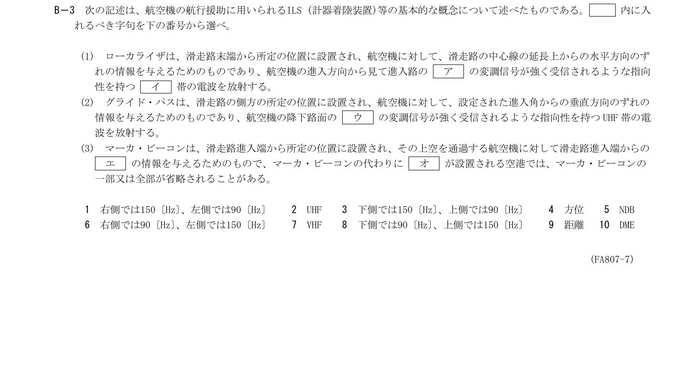 B－3 次の記述は、航空機の航行援助に用いられるILS（計器着陸装置）等の基本的な概念について述べたものである。 内に入
れるべき字句を下の番号から選べ。
(1) ローカライザは、滑走路末端から所定の位置に設置され、航空機に対して、滑走路の中心線の延長上からの水平方向のず
れの情報を与えるためのものであり、航空機の進入方向から見て進入路の ア の変調信号が強く受信されるような指向
性を持つ イ 帯の電波を放射する。
(2) グライド・パスは、滑走路の側方の所定の位置に設置され、航空機に対して、設定された進入角からの垂直方向のずれの
情報を与えるためのものであり、航空機の降下路面の ウ の変調信号が強く受信されるような指向性を持つUHF帯の電
波を放射する。
(3) マーカ・ビーコンは、滑走路進入端から所定の位置に設置され、その上空を通過する航空機に対して滑走路進入端からの
エ の情報を与えるためのもので、マーカ・ビーコンの代わりに オ が設置される空港では、マーカ・ビーコンの
一部又は全部が省略されることがある。
1 右側では150〔Hz〕、左側では90〔Hz〕 2 UHF 3 下側では150〔Hz〕、上側では90〔Hz〕 4 方位 5 NDB
6 右側では90〔Hz〕、左側では150〔Hz〕 7 VHF 8 下側では90〔Hz〕、上側では150〔Hz〕 9 距離 10 DME
(FA807-7)